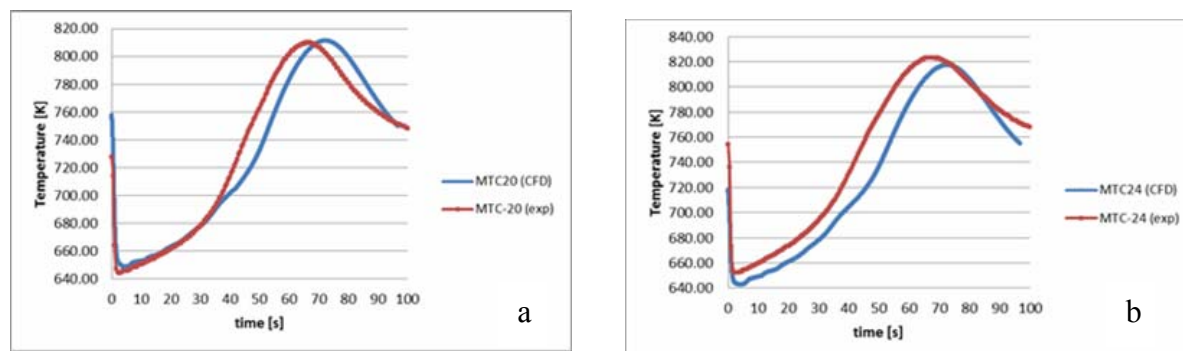 820.00
800.00
780.00
760.00
740.00
720.00
700.00
680.00
660.00
640.00
Temperature [K]
0 10 20 30 40 50 60 70 80 90 100
time [s]
MTC20 (CFD)
MTC-20 (exp)
a
840.00
820.00
800.00
780.00
760.00
740.00
720.00
700.00
680.00
660.00
640.00
Temperature [K]
0 10 20 30 40 50 60 70 80 90 100
time [s]
MTC24 (CFD)
MTC-24 (exp)
b